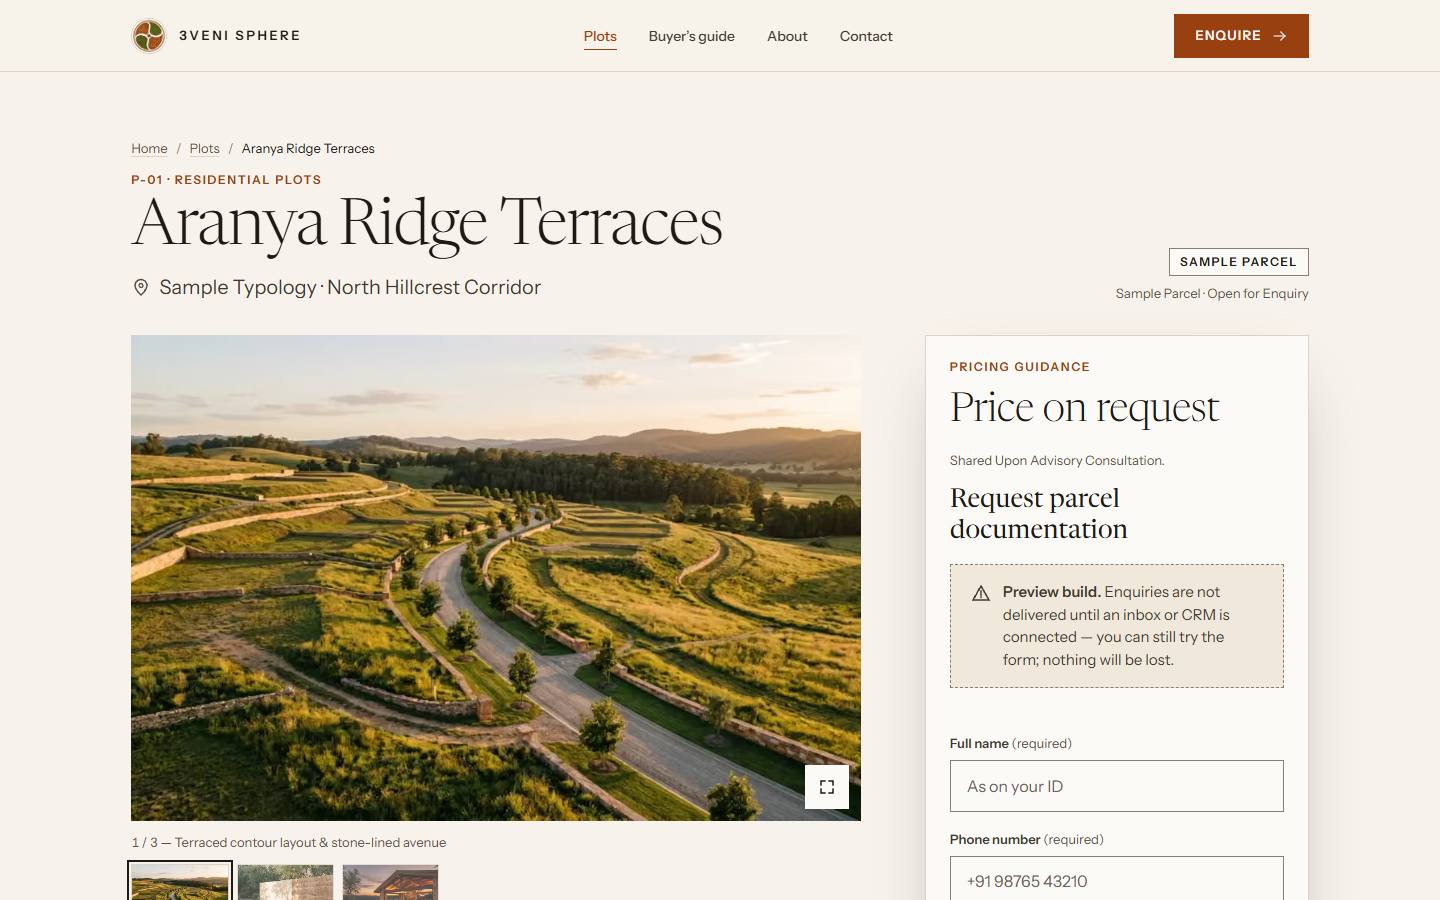 3VENI SPHERE
Plots
Buyer’s guide
About
Contact
ENQUIRE
Home / Plots / Aranya Ridge Terraces
P-01 · RESIDENTIAL PLOTS
Aranya Ridge Terraces
Sample Typology · North Hillcrest Corridor
SAMPLE PARCEL
Sample Parcel · Open for Enquiry
1 / 3 — Terraced contour layout & stone-lined avenue
PRICING GUIDANCE
Price on request
Shared Upon Advisory Consultation.
Request parcel
documentation
Preview build. Enquiries are not
delivered until an inbox or CRM is
connected — you can still try the
form; nothing will be lost.
Full name (required)
As on your ID
Phone number (required)
+91 98765 43210